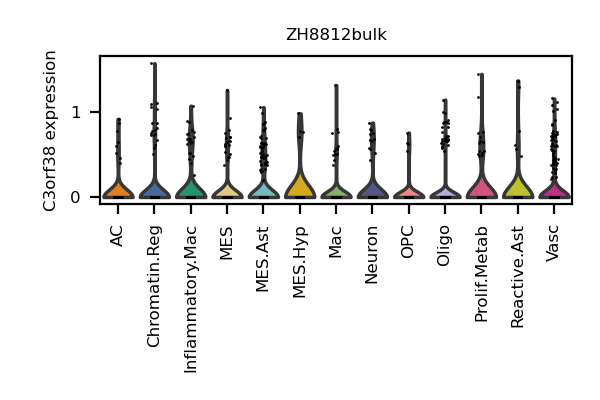 ZH8812bulk
C3orf38 expression
1
0
AC
Chromatin.Reg
Inflammatory.Mac
MES
MES.Ast
MES.Hyp
Mac
Neuron
OPC
Oligo
Prolif.Metab
Reactive.Ast
Vasc